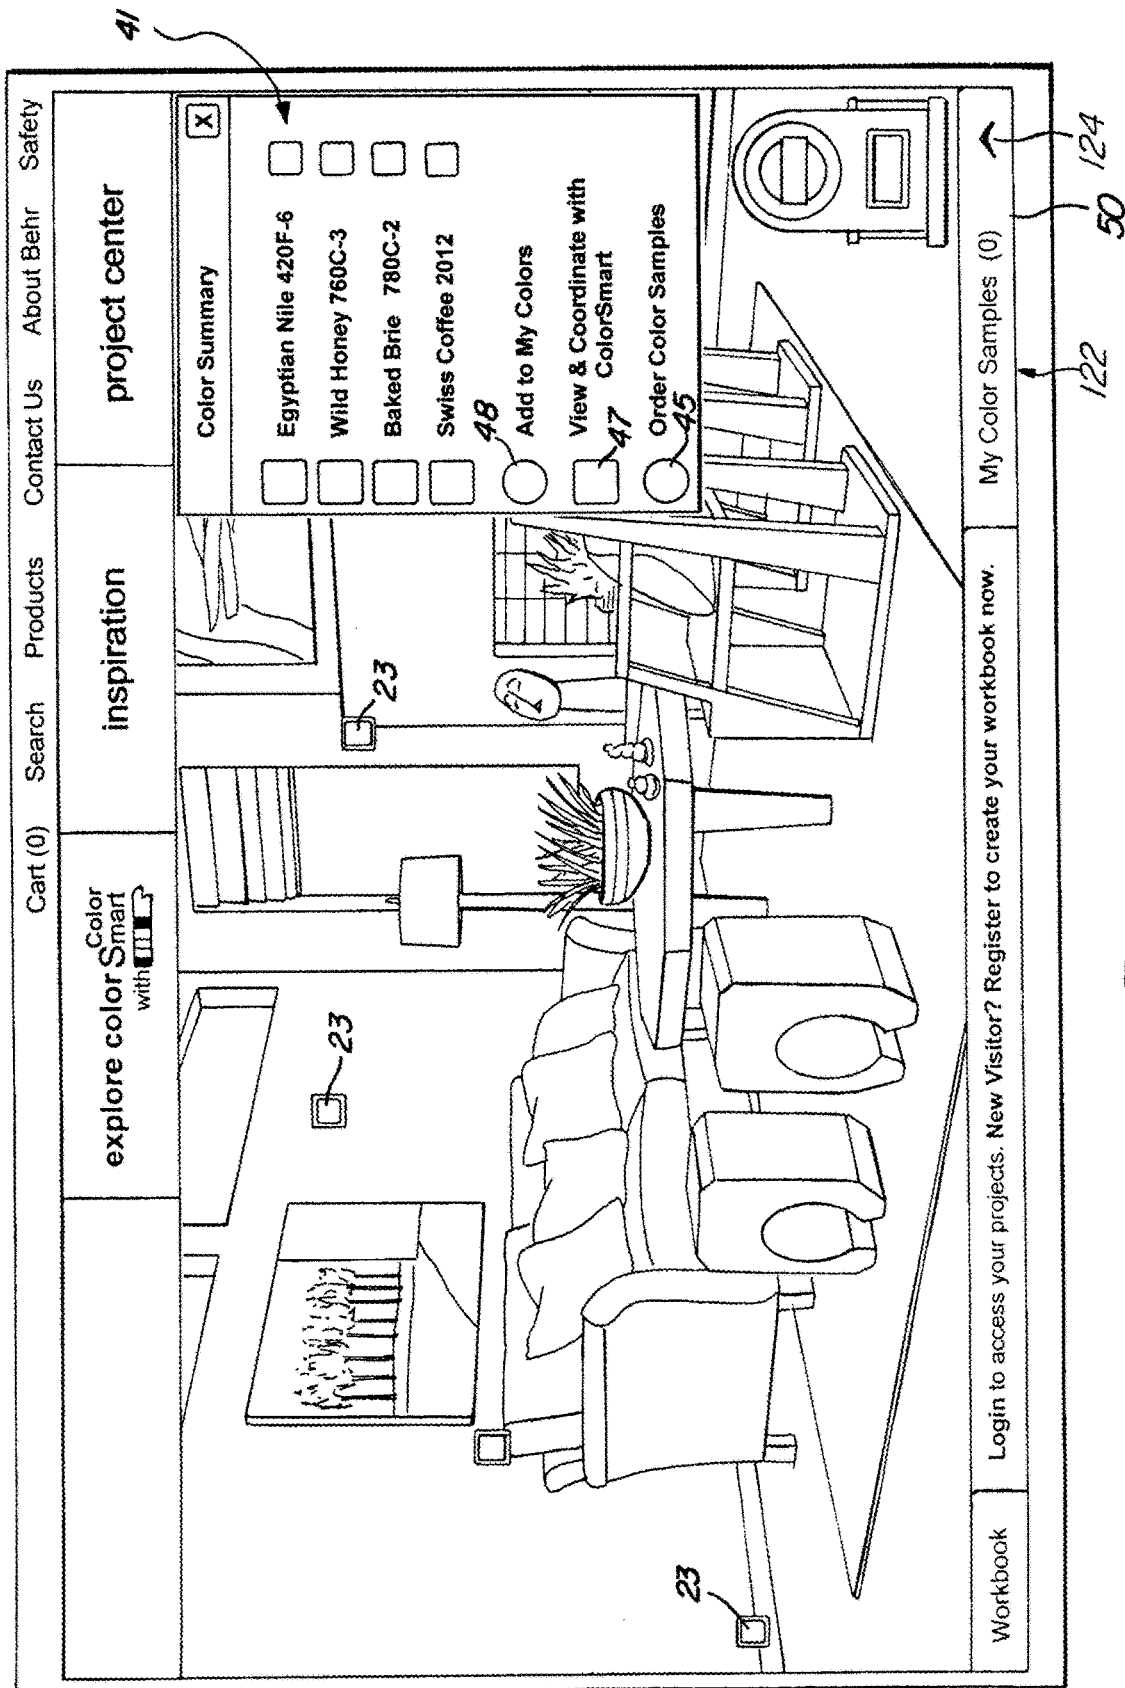 41
Cart (0) Search Products Contact Us About Behr Safety
explore color with Color Smart
inspiration
project center
Color Summary X
Egyptian Nile 420F-6
Wild Honey 760C-3
Baked Brie 780C-2
Swiss Coffee 2012
48
Add to My Colors
View & Coordinate with
ColorSmart
47
Order Color Samples
45
23
23
23
Workbook
Login to access your projects. New Visitor? Register to create your workbook now.
My Color Samples (0)
122
50
124